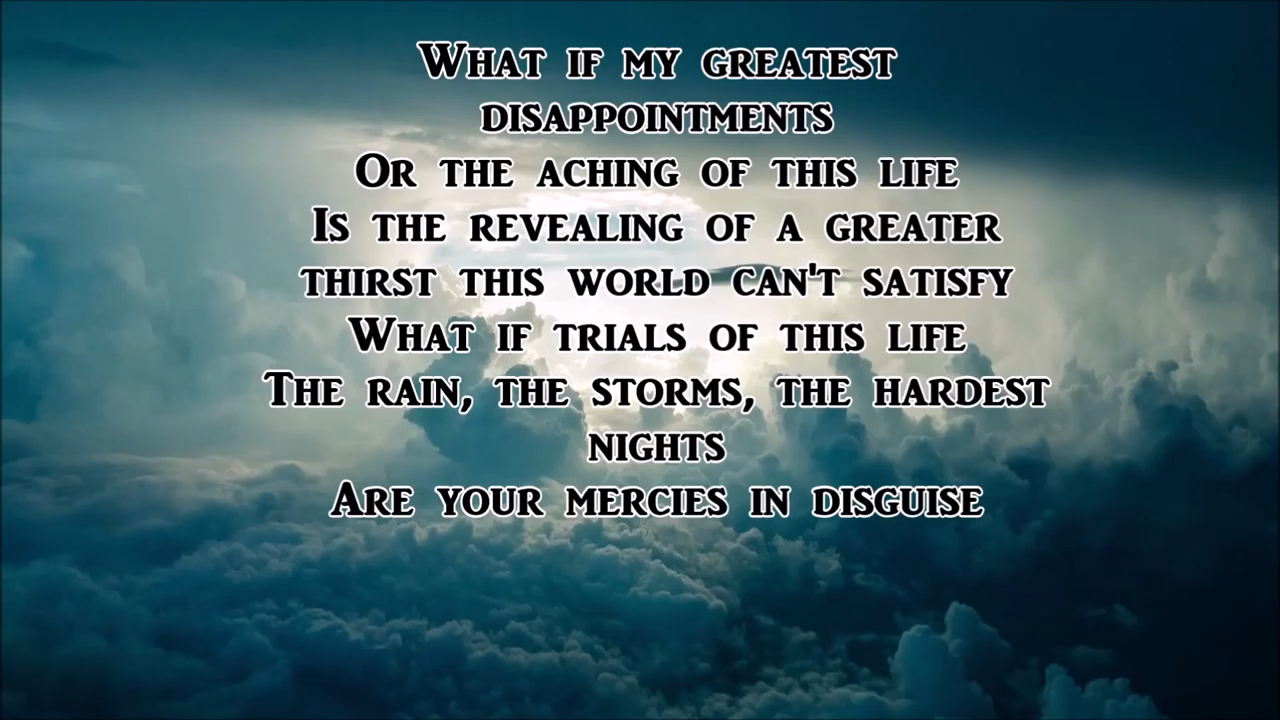 What if my greatest
disappointments
Or the aching of this life
Is the revealing of a greater
thirst this world can't satisfy
What if trials of this life
The rain, the storms, the hardest
nights
Are your mercies in disguise